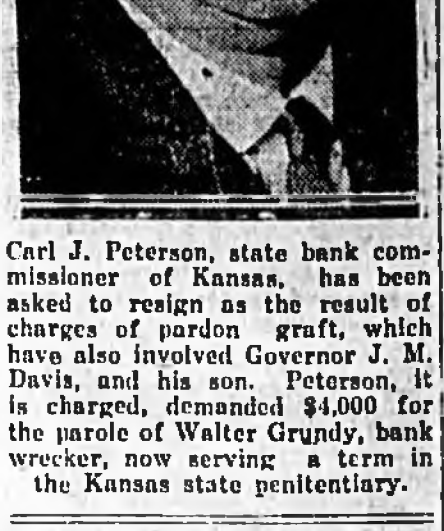 Carl J. Peterson, state bank com-
missioner of Kansas, has been
asked to resign as the result of
charges of pardon graft, which
have also involved Governor J. M.
Davis, and his son. Peterson, it
is charged, demanded $4,000 for
the parole of Walter Grundy, bank
wrecker, now serving a term in
the Kansas state penitentiary.